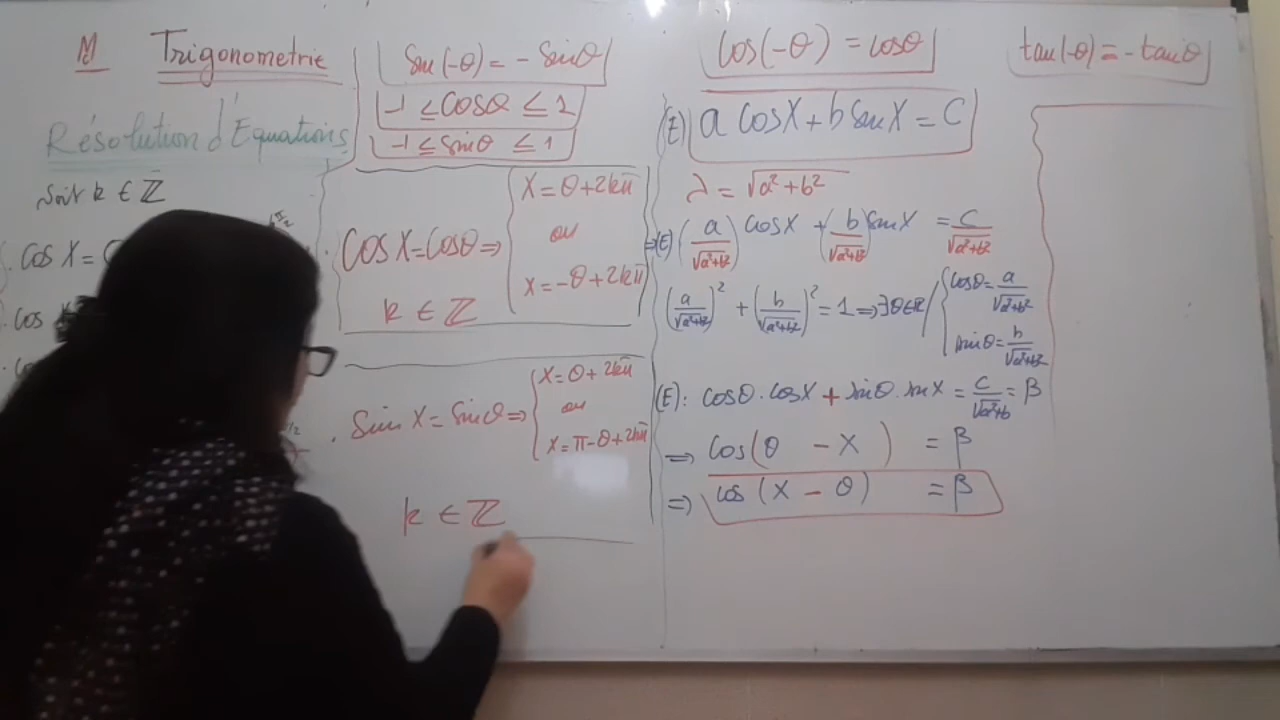 Trigonometrie
Résolution d'Equations
Soit k ∈ ℤ
cos X =
cos
sin(-θ) = - sinθ
-1 ≤ cosθ ≤ 1
-1 ≤ sinθ ≤ 1
cos X = cosθ ⇒ { X = θ + 2kπ
ou
X = -θ + 2kπ
k ∈ ℤ
sin X = sinθ ⇒ { X = θ + 2kπ
ou
X = π - θ + 2kπ
k ∈ ℤ
cos(-θ) = cosθ
(E) a cosX + b sinX = C
λ = √(a²+b²)
⇒(E) (a/√(a²+b²)) cosX + (b/√(a²+b²)) sinX = C/√(a²+b²)
(a/√(a²+b²))² + (b/√(a²+b²))² = 1 ⇒ ∃θ∈ℝ / { cosθ = a/√(a²+b²)
sinθ = b/√(a²+b²)
(E): cosθ.cosX + sinθ.sinX = C/√(a²+b) = β
⇒ cos(θ - X) = β
⇒ cos(X - θ) = β
tan(-θ) = - tanθ